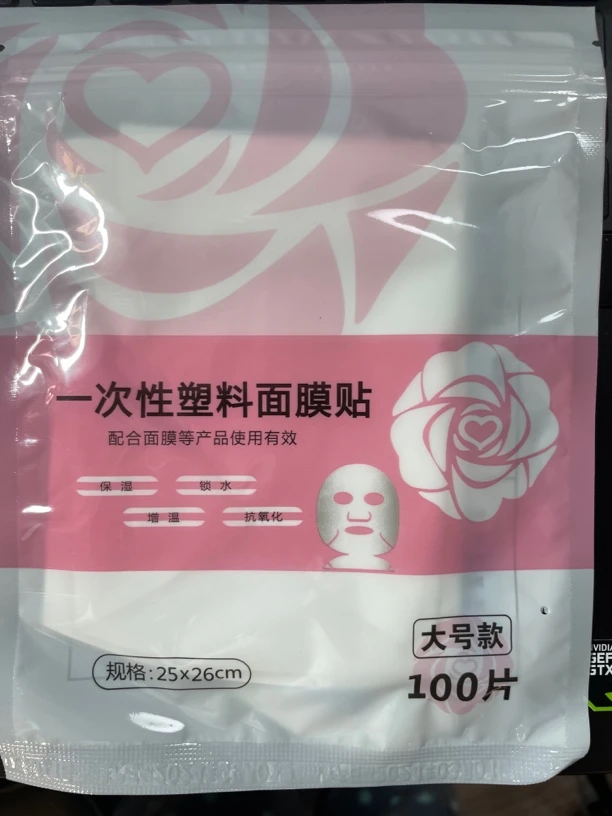 一次性塑料面膜贴
配合面膜等产品使用有效
保湿
锁水
增温
抗氧化
大号款
规格:25×26cm
100片